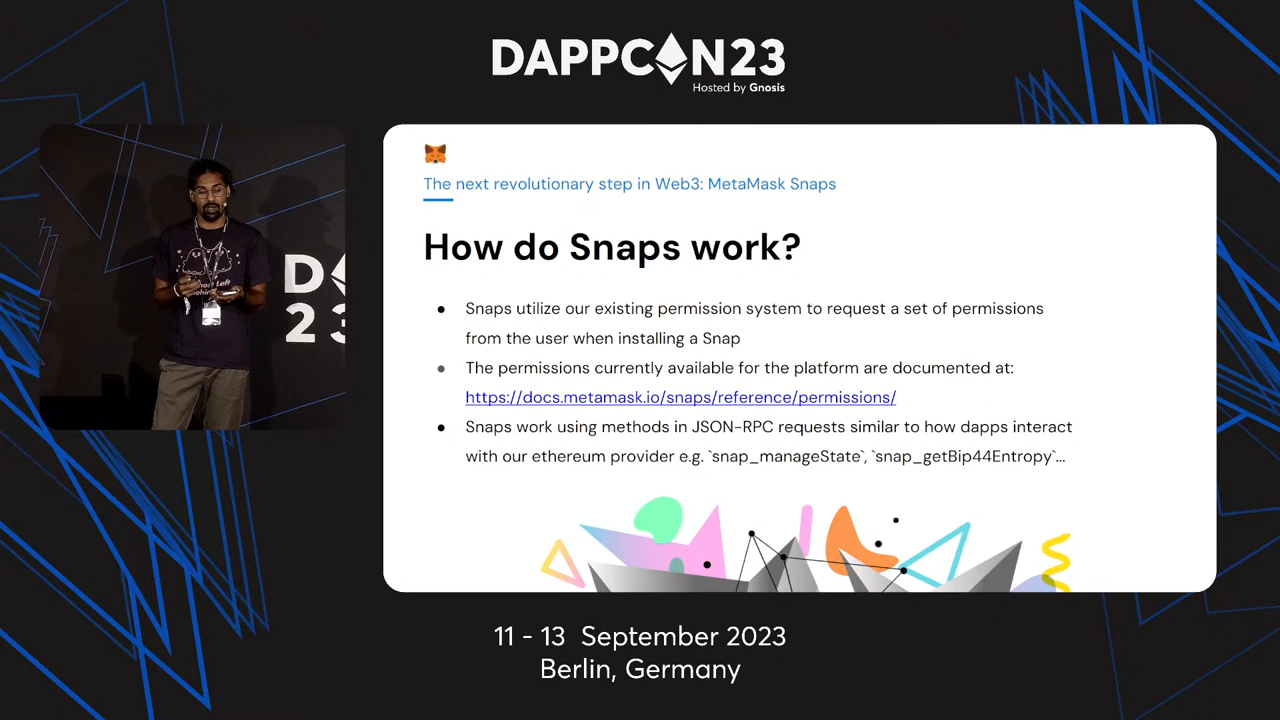 DAPPCON23
Hosted by Gnosis
The next revolutionary step in Web3: MetaMask Snaps
How do Snaps work?
● Snaps utilize our existing permission system to request a set of permissions
from the user when installing a Snap
● The permissions currently available for the platform are documented at:
https://docs.metamask.io/snaps/reference/permissions/
● Snaps work using methods in JSON-RPC requests similar to how dapps interact
with our ethereum provider e.g. `snap_manageState`, `snap_getBip44Entropy`...
D
23
11 - 13 September 2023
Berlin, Germany